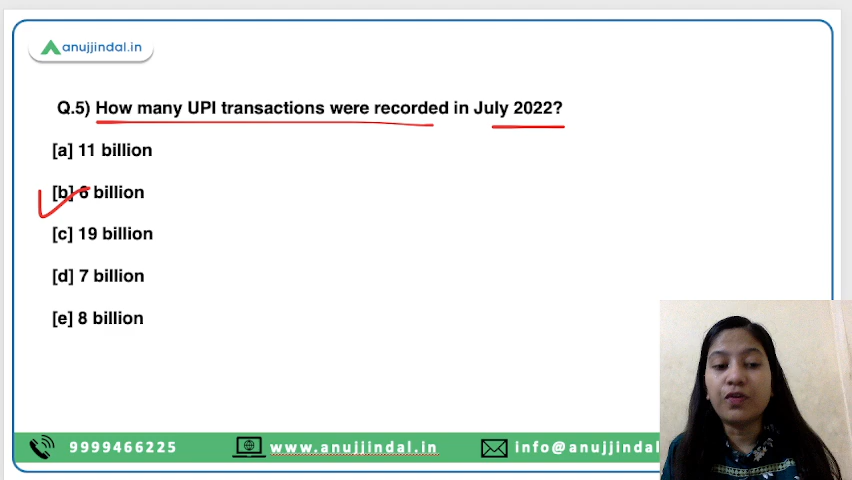 anujjindal.in
Q.5) How many UPI transactions were recorded in July 2022?
[a] 11 billion
[b] 6 billion
[c] 19 billion
[d] 7 billion
[e] 8 billion
9999466225 www.anujjindal.in info@anujjindal